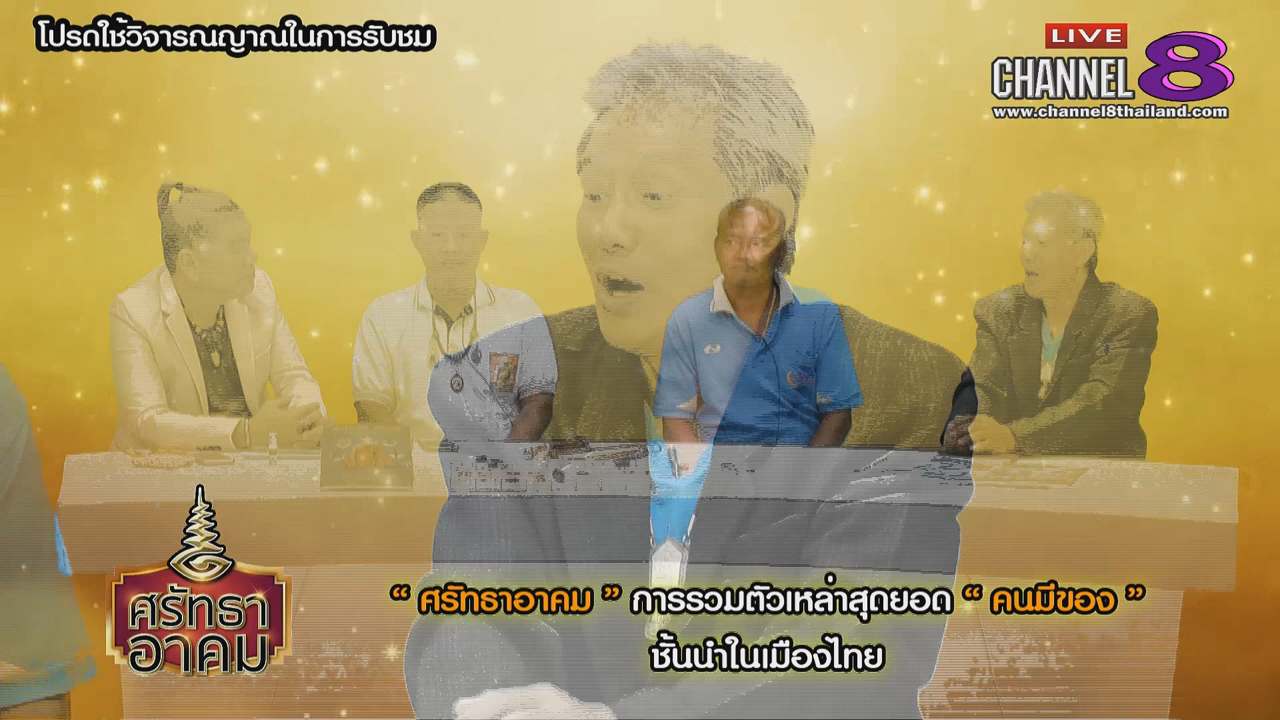 โปรดใช้วิจารณญาณในการรับชม
LIVE
CHANNEL 8
www.channel8thailand.com
ศรัทธา
อาคม
“ ศรัทธาอาคม ” การรวมตัวเหล่าสุดยอด “ คนมีของ ”
ชั้นนำในเมืองไทย